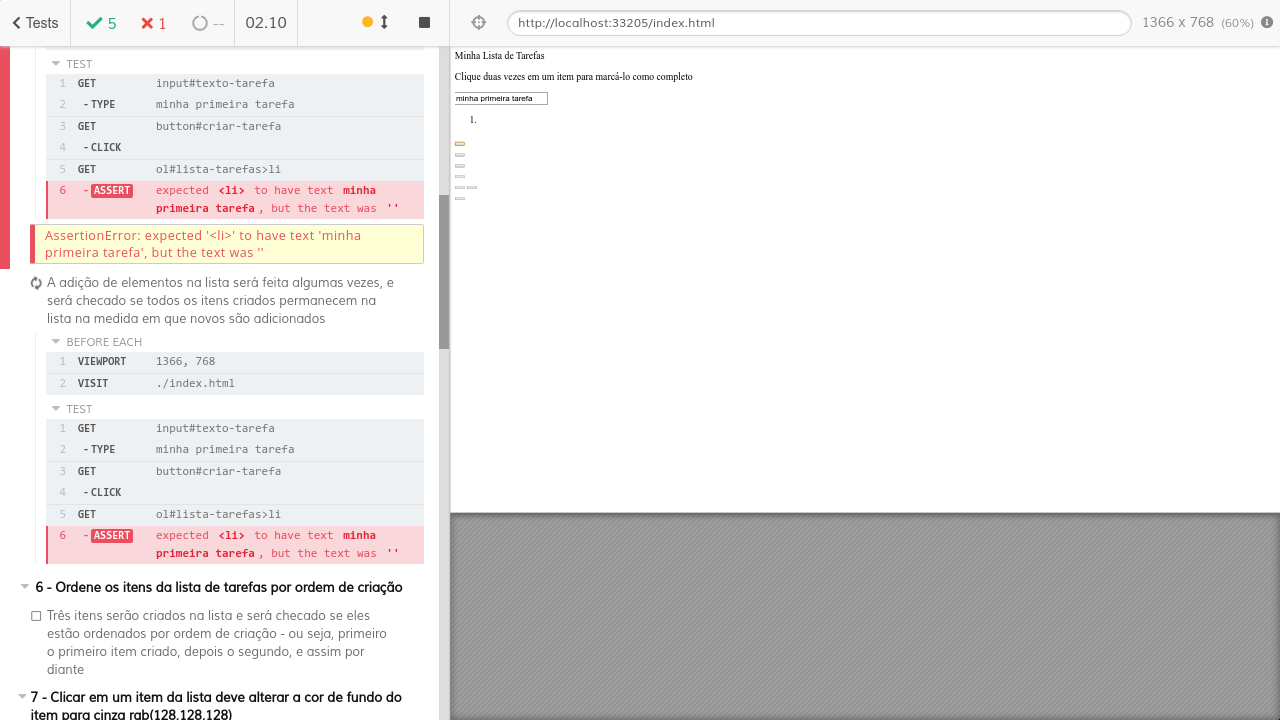 Tests
5
1
--
02.10
http://localhost:33205/index.html
1366 x 768 (60%)
TEST
1 GET input#texto-tarefa
2 -TYPE minha primeira tarefa
3 GET button#criar-tarefa
4 -CLICK
5 GET ol#lista-tarefas>li
6 -ASSERT expected <li> to have text minha
primeira tarefa, but the text was ''
AssertionError: expected '<li>' to have text 'minha
primeira tarefa', but the text was ''
A adição de elementos na lista será feita algumas vezes, e
será checado se todos os itens criados permecem na
lista na medida em que novos são adicionados
BEFORE EACH
1 VIEWPORT 1366, 768
2 VISIT ./index.html
TEST
1 GET input#texto-tarefa
2 -TYPE minha primeira tarefa
3 GET button#criar-tarefa
4 -CLICK
5 GET ol#lista-tarefas>li
6 -ASSERT expected <li> to have text minha
primeira tarefa, but the text was ''
6 - Ordene os itens da lista de tarefas por ordem de criação
Três itens serão criados na lista e será checado se eles
estão ordenados por ordem de criação - ou seja, primeiro
o primeiro item criado, depois o segundo, e assim por
diante
7 - Clicar em um item da lista deve alterar a cor de fundo do
item para cinza rgb(128,128,128)
Minha Lista de Tarefas
Clique duas vezes em um item para marcá-lo como completo
minha primeira tarefa
1.